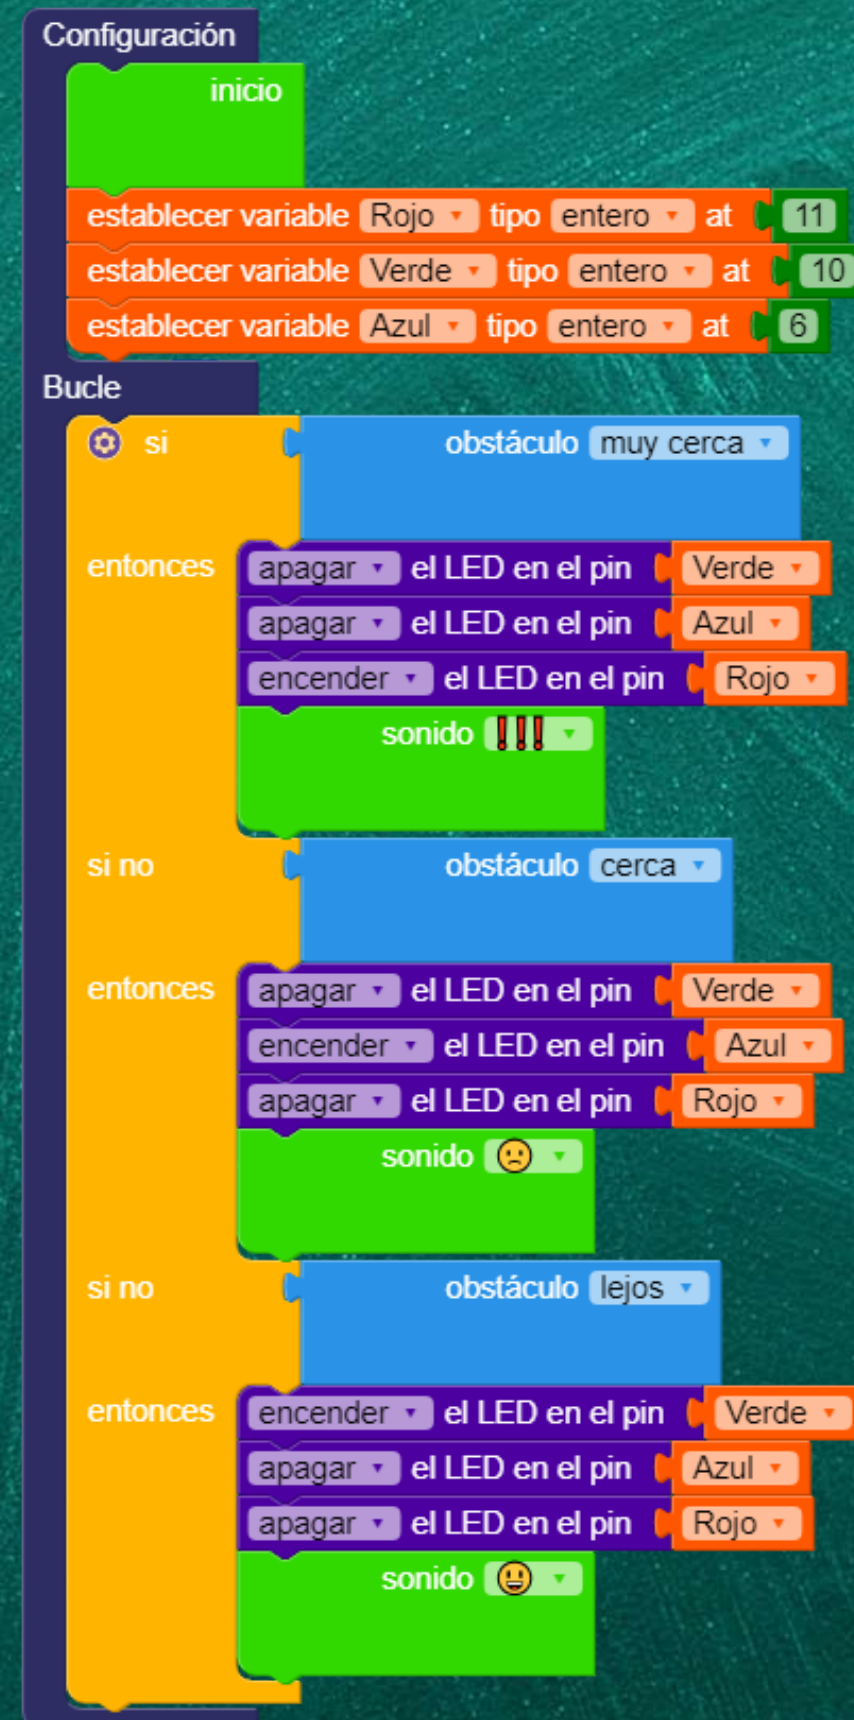 Configuración
inicio
establecer variable Rojo tipo entero at 11
establecer variable Verde tipo entero at 10
establecer variable Azul tipo entero at 6
Bucle
si obstáculo muy cerca
entonces apagar el LED en el pin Verde
apagar el LED en el pin Azul
encender el LED en el pin Rojo
sonido ❗❗❗
si no obstáculo cerca
entonces apagar el LED en el pin Verde
encender el LED en el pin Azul
apagar el LED en el pin Rojo
sonido 🙁
si no obstáculo lejos
entonces encender el LED en el pin Verde
apagar el LED en el pin Azul
apagar el LED en el pin Rojo
sonido 😃